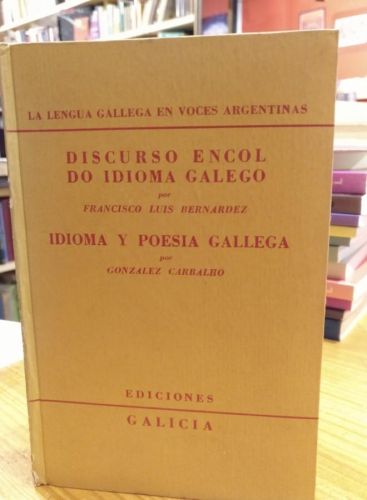 LA LENGUA GALLEGA EN VOCES ARGENTINAS
DISCURSO ENCOL
DO IDIOMA GALEGO
por
FRANCISCO LUIS BERNARDEZ
IDIOMA Y POESIA GALLEGA
por
GONZALEZ CARBALHO
EDICIONES
GALICIA